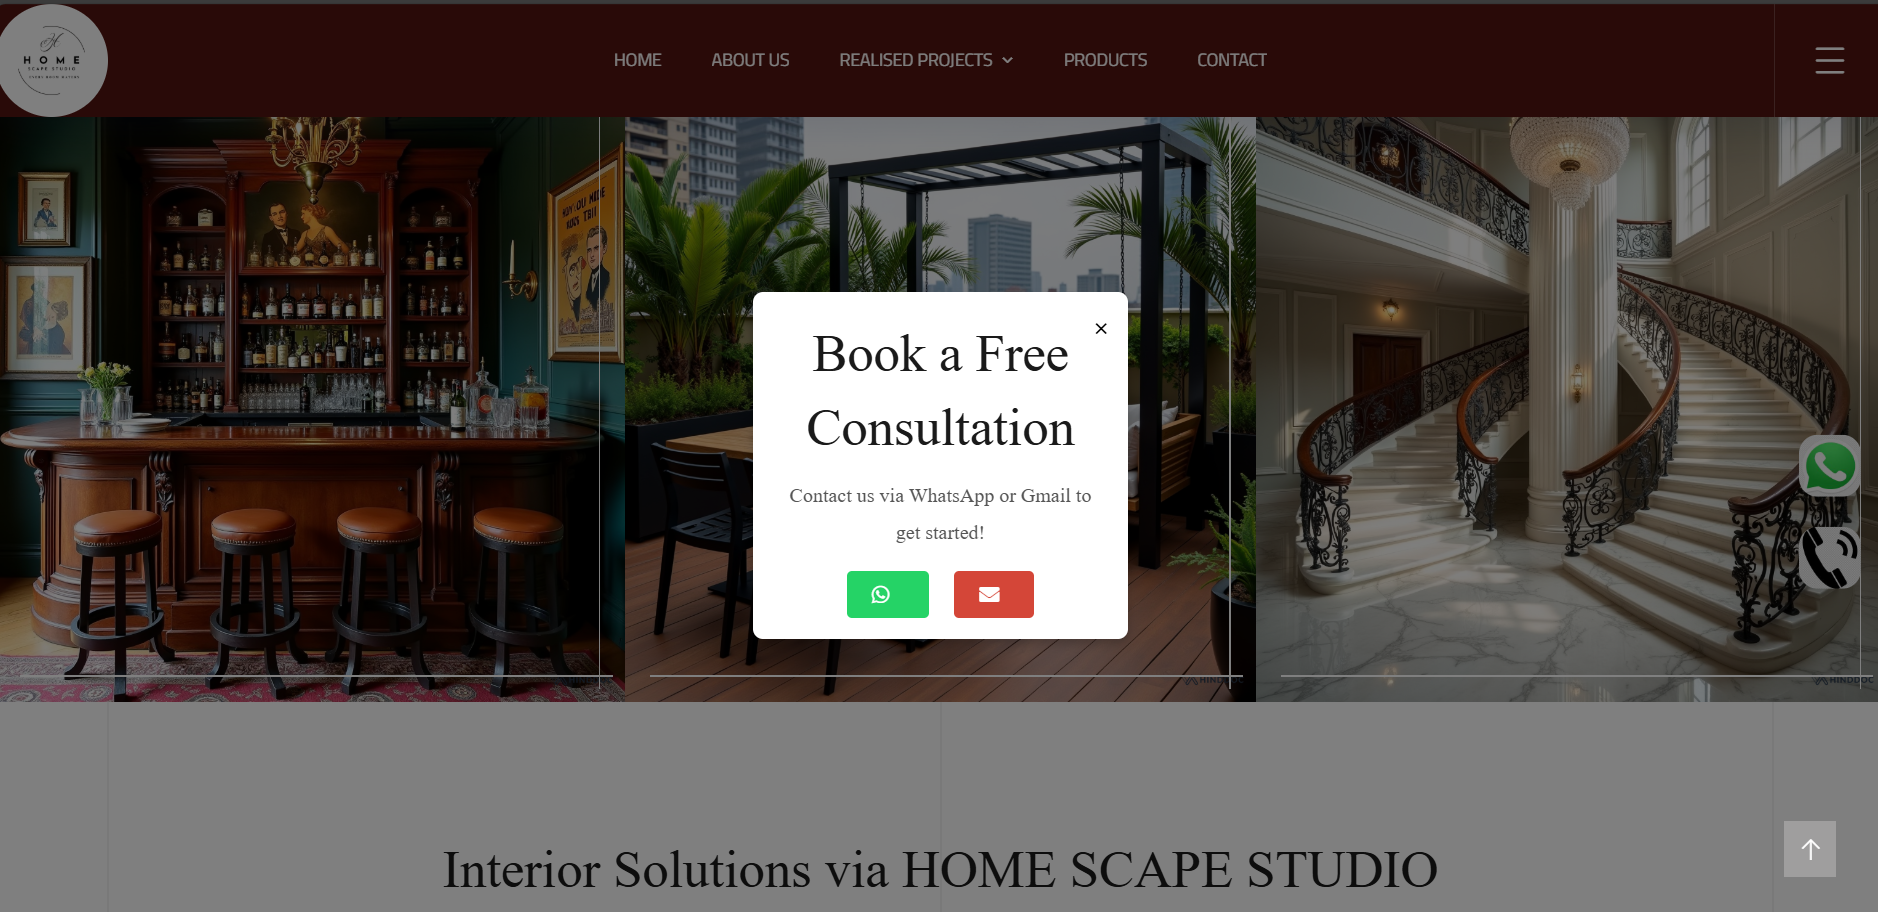 HOME
SCAPE STUDIO
HOME
ABOUT US
REALISED PROJECTS
PRODUCTS
CONTACT
Book a Free
Consultation
Contact us via WhatsApp or Gmail to
get started!
HINDDOC
Interior Solutions via HOME SCAPE STUDIO